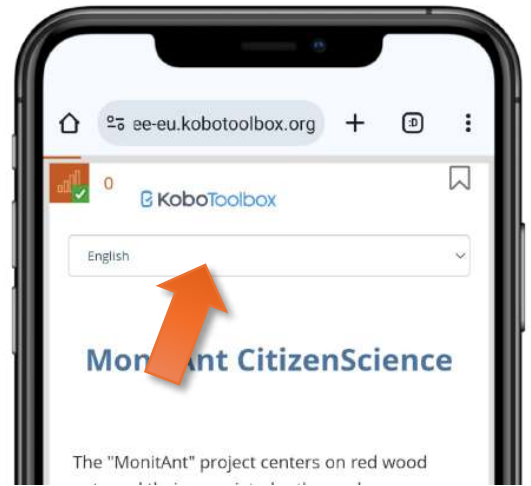 ee-eu.kobotoolbox.org
:D
0
KoboToolbox
English
MonitAnt CitizenScience
The "MonitAnt" project centers on red wood